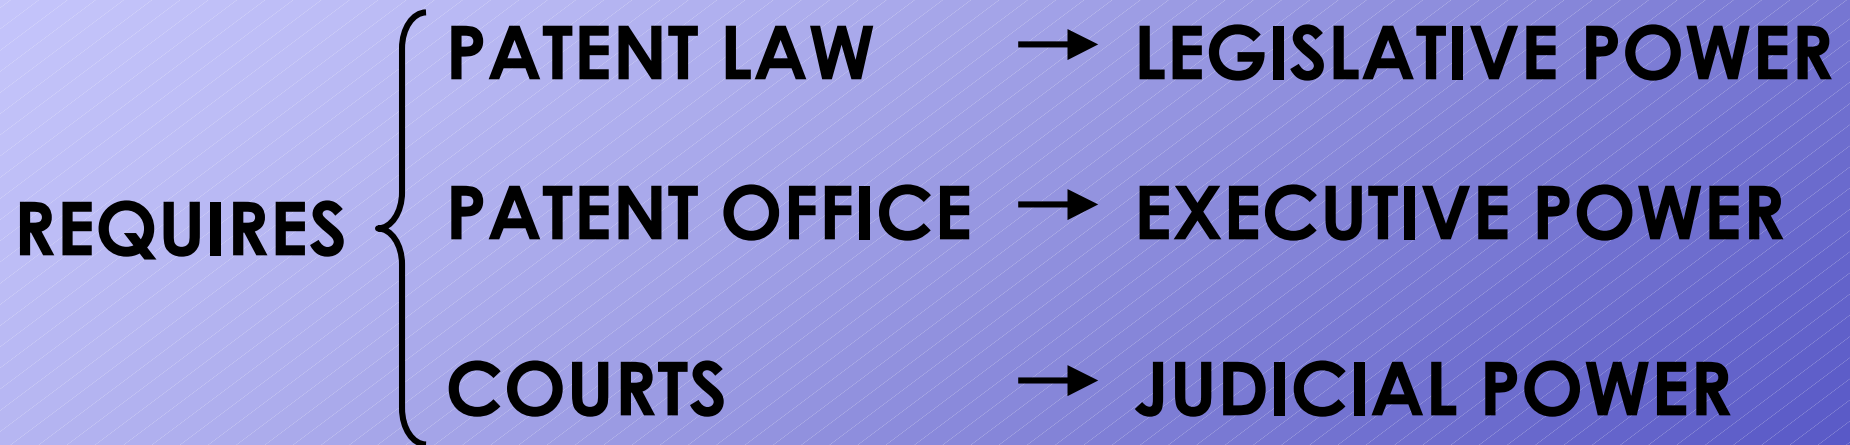 PATENT LAW → LEGISLATIVE POWER
REQUIRES { PATENT OFFICE → EXECUTIVE POWER
COURTS → JUDICIAL POWER